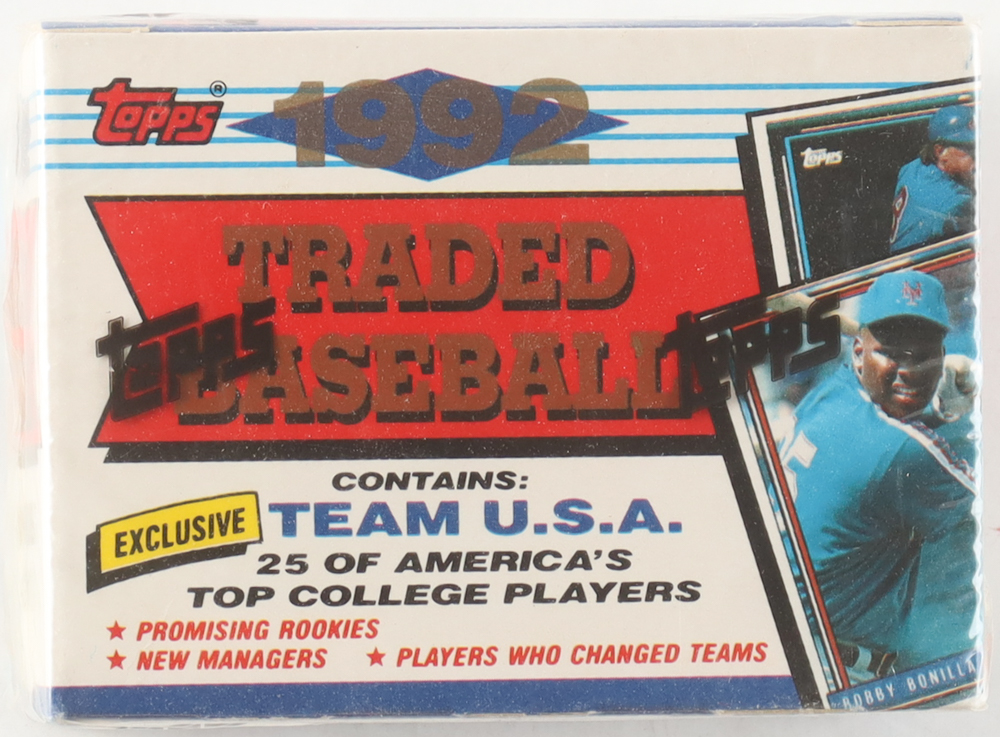 Topps®
1992
Topps
TRADED
BASEBALL
Topps
Topps
CONTAINS:
EXCLUSIVE
TEAM U.S.A.
25 OF AMERICA'S
TOP COLLEGE PLAYERS
★ PROMISING ROOKIES
★ NEW MANAGERS ★ PLAYERS WHO CHANGED TEAMS
BOBBY BONILLA